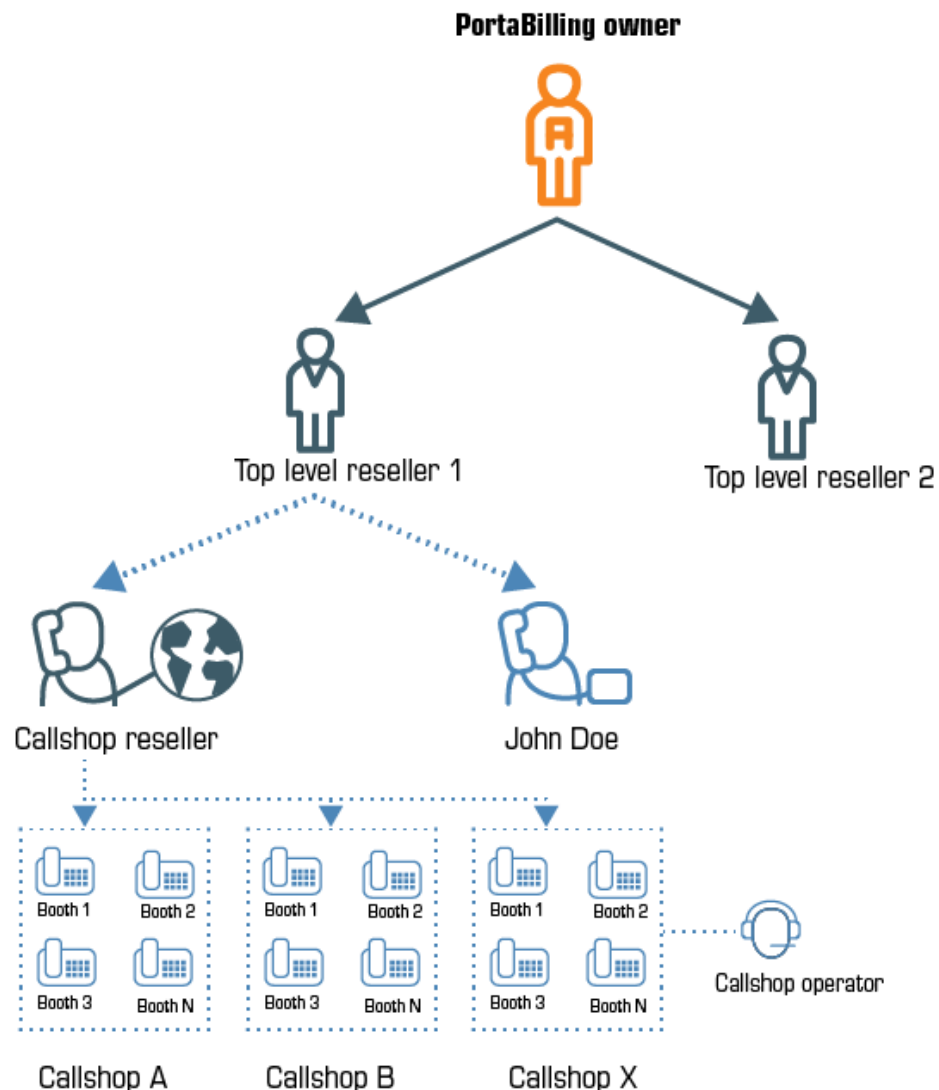 PortaBilling owner
A
Top level reseller 1
Top level reseller 2
Callshop reseller
John Doe
Booth 1
Booth 2
Booth 1
Booth 2
Booth 1
Booth 2
Booth 3
Booth N
Booth 3
Booth N
Booth 3
Booth N
Callshop operator
Callshop A
Callshop B
Callshop X